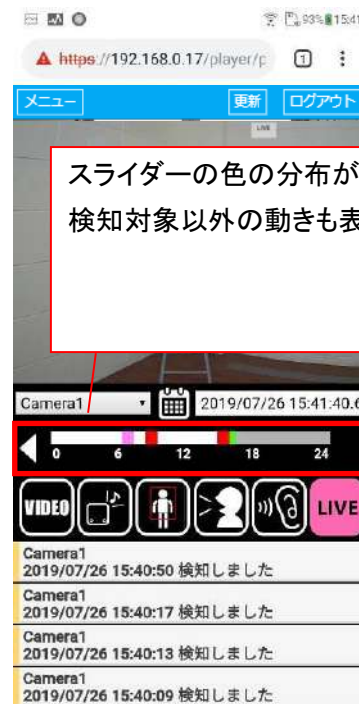 93% 15:41
https://192.168.0.17/player/p
1
メニュー
更新
ログアウト
LIVE
スライダーの色の分布が
検知対象以外の動きも表
Camera1
2019/07/26 15:41:40.6
0 6 12 18 24
VIDEO
LIVE
Camera1
2019/07/26 15:40:50 検知しました
Camera1
2019/07/26 15:40:17 検知しました
Camera1
2019/07/26 15:40:13 検知しました
Camera1
2019/07/26 15:40:09 検知しました